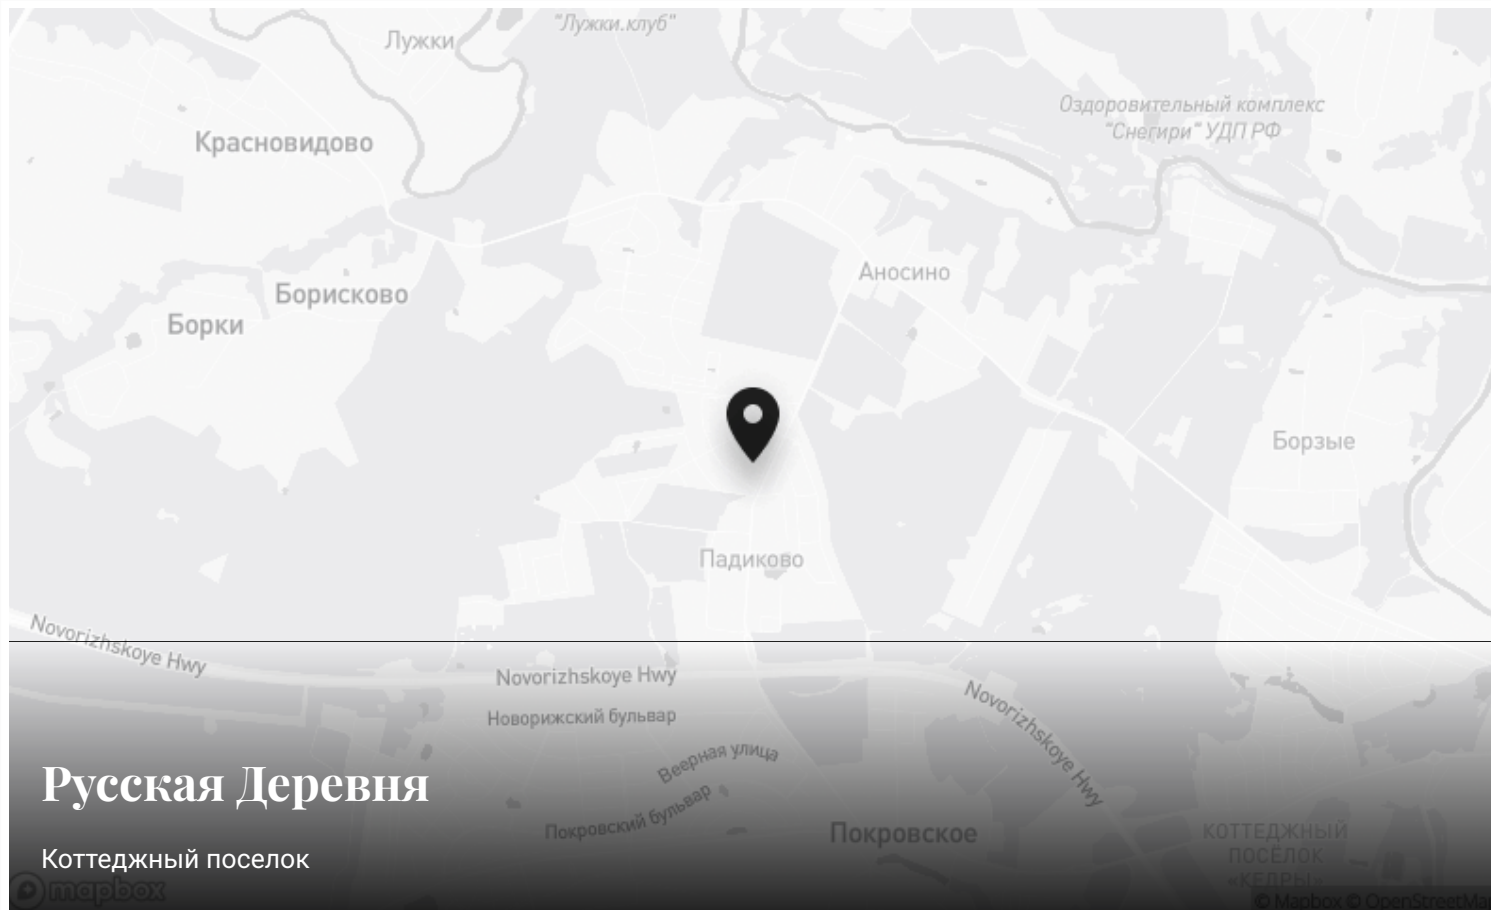 "Лужки.клуб"
Лужки
Оздоровительный комплекс
"Снегири" УДП РФ
Красновидово
Аносино
Борисково
Борки
Борзые
Падиково
Novorizhskoye Hwy
Novorizhskoye Hwy
Novorizhskoye Hwy
Новорижский бульвар
Веерная улица
Покровский бульвар
Покровское
КОТТЕДЖНЫЙ
ПОСЁЛОК
«КЕДРЫ»
Русская Деревня
Коттеджный поселок
mapbox
© Mapbox © OpenStreetMap